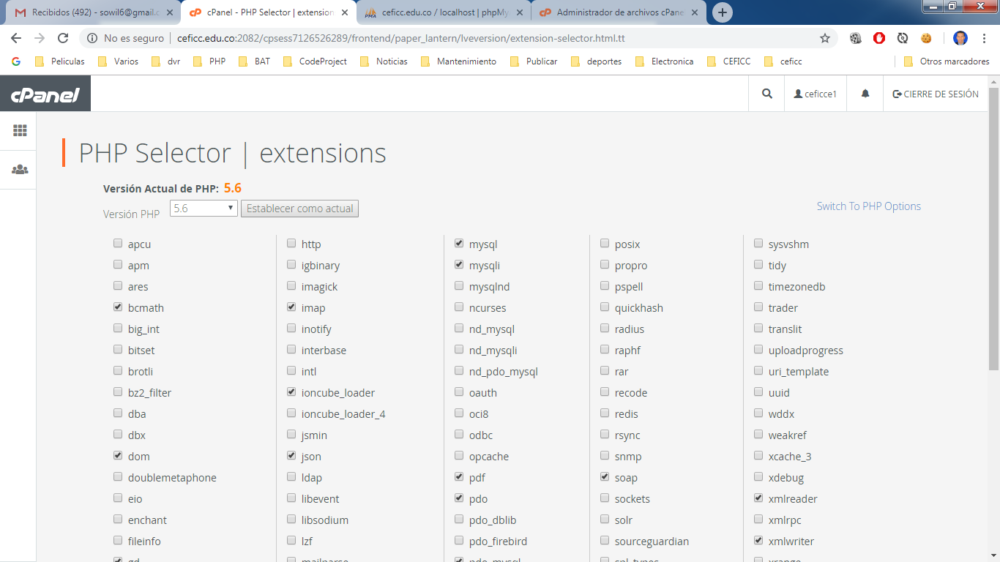 Recibidos (492) - sowil6@gmail.c
cPanel - PHP Selector | extension
ceficc.edu.co / localhost | phpMy
Administrador de archivos cPane
No es seguro | ceficc.edu.co:2082/cpsess7126526289/frontend/paper_lantern/lveversion/extension-selector.html.tt
Peliculas Varios dvr PHP BAT CodeProject Noticias Mantenimiento Publicar deportes Electronica CEFICC ceficc Otros marcadores
cPanel
ceficce1 CIERRE DE SESIÓN
PHP Selector | extensions
Versión Actual de PHP: 5.6
Versión PHP 5.6 Establecer como actual
Switch To PHP Options
apcu http mysql posix sysvshm
apm igbinary mysqli propro tidy
ares imagick mysqlnd pspell timezonedb
bcmath imap ncurses quickhash trader
big_int inotify nd_mysql radius translit
bitset interbase nd_mysqli raphf uploadprogress
brotli intl nd_pdo_mysql rar uri_template
bz2_filter ioncube_loader oauth recode uuid
dba ioncube_loader_4 oci8 redis wddx
dbx jsmin odbc rsync weakref
dom json opcache snmp xcache_3
doublemetaphone ldap pdf soap xdebug
eio libevent pdo sockets xmlreader
enchant libsodium pdo_dblib solr xmlrpc
fileinfo lzf pdo_firebird sourceguardian xmlwriter
gd mailparse pdo_mysql spl_types xrange